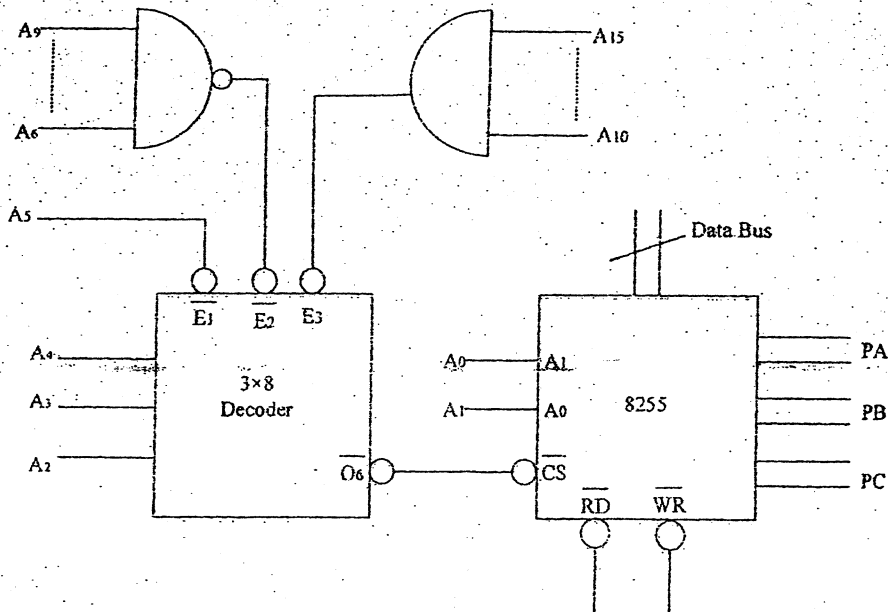 A9
A15
A6
A10
A5
Data Bus
E1
E2
E3
A4
3×8
Decoder
A3
A2
O6
A0
A1
A1
A0
8255
CS
RD
WR
PA
PB
PC